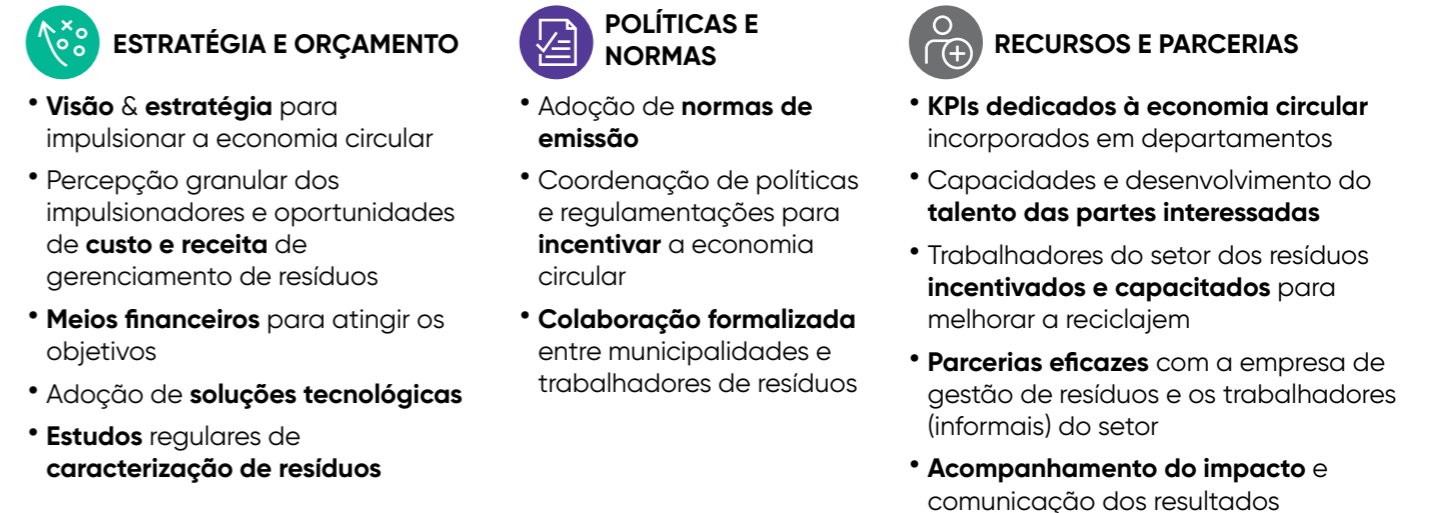 ESTRATÉGIA E ORÇAMENTO
• Visão & estratégia para
impulsionar a economia circular
• Percepção granular dos
impulsionadores e oportunidades
de custo e receita de
gerenciamento de resíduos
• Meios financeiros para atingir os
objetivos
• Adoção de soluções tecnológicas
• Estudos regulares de
caracterização de resíduos
POLÍTICAS E
NORMAS
• Adoção de normas de
emissão
• Coordenação de políticas
e regulamentações para
incentivar a economia
circular
• Colaboração formalizada
entre municipalidades e
trabalhadores de resíduos
RECURSOS E PARCERIAS
• KPIs dedicados à economia circular
incorporados em departamentos
• Capacidades e desenvolvimento do
talento das partes interessadas
• Trabalhadores do setor dos resíduos
incentivados e capacitados para
melhorar a reciclajem
• Parcerias eficazes com a empresa de
gestão de resíduos e os trabalhadores
(informais) do setor
• Acompanhamento do impacto e
comunicação dos resultados